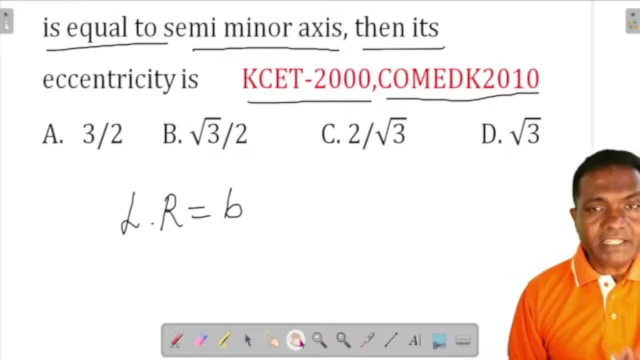 is equal to semi minor axis, then its
eccentricity is KCET-2000,COMEDK2010
A. 3/2 B. √3/2 C. 2/√3 D. √3
L.R = b